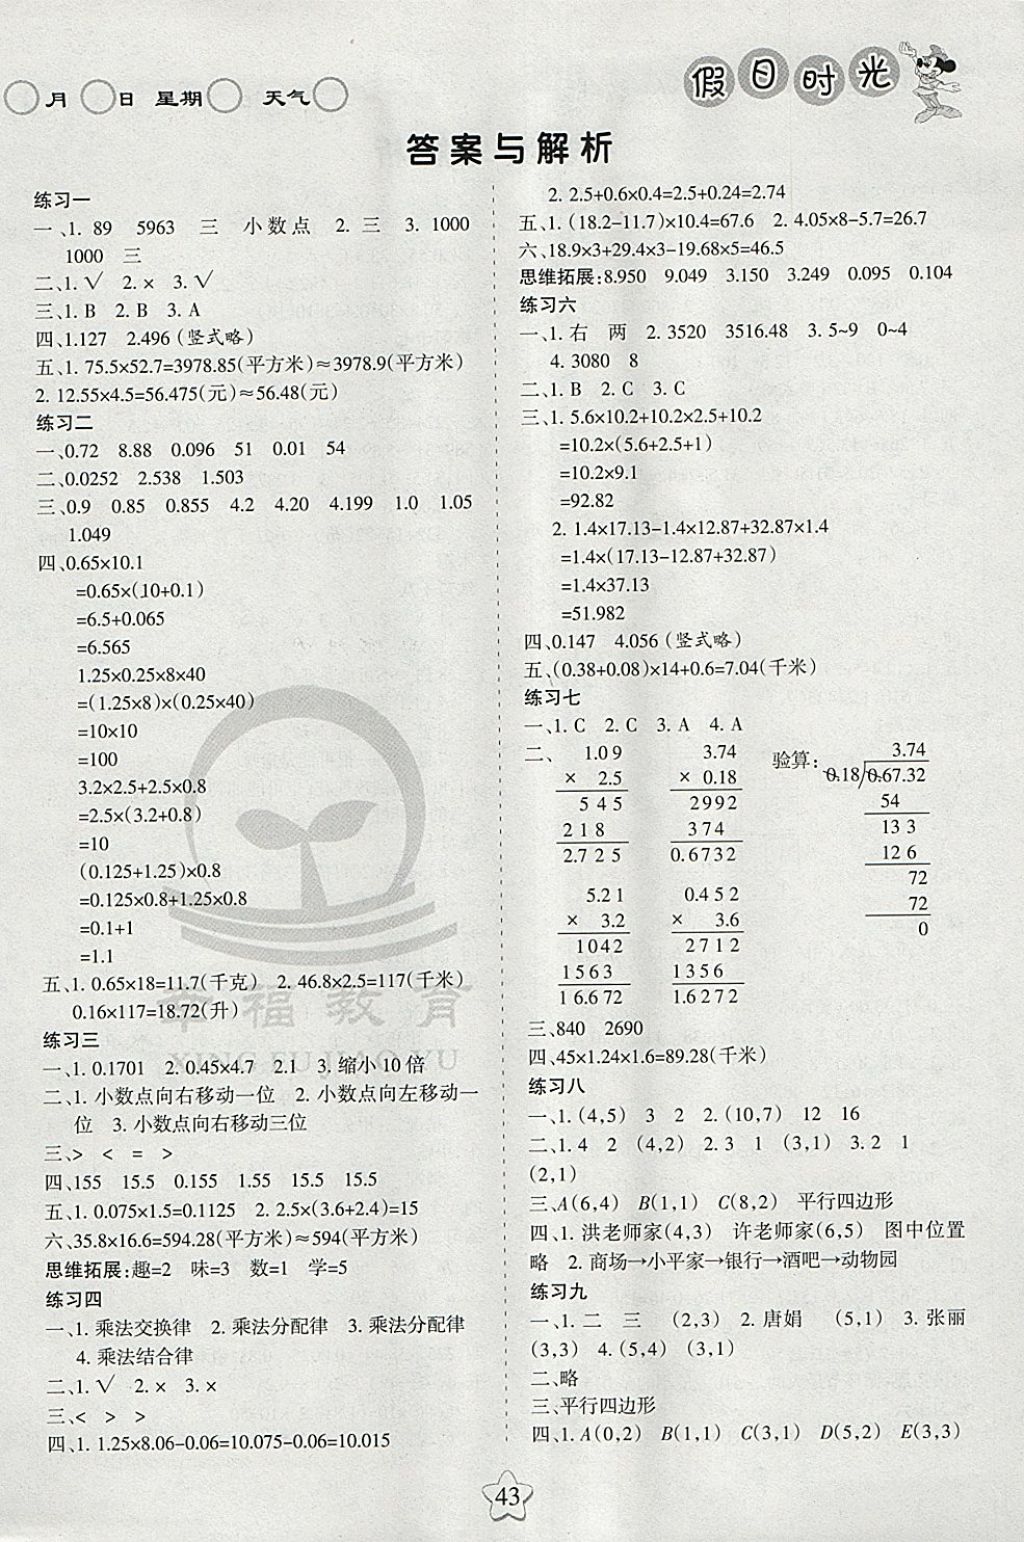 月 日 星期 天气
假日时光
答案与解析
练习一
一、1. 89 5963 三 小数点 2. 三 3. 1000
1000 三
二、1. √ 2. × 3. √
三、1. B 2. B 3. A
四、1.127 2.496 (竖式略)
五、1. 75.5×52.7=3978.85(平方米)≈3978.9(平方米)
2. 12.55×4.5=56.475(元)≈56.48(元)
练习二
一、0.72 8.88 0.096 51 0.01 54
二、0.0252 2.538 1.503
三、0.9 0.85 0.855 4.2 4.20 4.199 1.0 1.05
1.049
四、0.65×10.1
=0.65×(10+0.1)
=6.5+0.065
=6.565
1.25×0.25×8×40
=(1.25×8)×(0.25×40)
=10×10
=100
3.2×2.5+2.5×0.8
=2.5×(3.2+0.8)
=10
(0.125+1.25)×0.8
=0.125×0.8+1.25×0.8
=0.1+1
=1.1
五、1. 0.65×18=11.7(千克) 2. 46.8×2.5=117(千米)
0.16×117=18.72(升)
练习三
一、1. 0.1701 2. 0.45×4.7 2.1 3. 缩小10倍
二、1. 小数点向右移动一位 2. 小数点向左移动一
位 3. 小数点向右移动三位
三、> < = >
四、155 15.5 0.155 1.55 15.5 15.5
五、1. 0.075×1.5=0.1125 2. 2.5×(3.6+2.4)=15
六、35.8×16.6=594.28(平方米)≈594(平方米)
思维拓展:趣=2 味=3 数=1 学=5
练习四
一、1. 乘法交换律 2. 乘法分配律 3. 乘法分配律
4. 乘法结合律
二、1. √ 2. × 3. ×
三、< > >
四、1. 1.25×8.06-0.06=10.075-0.06=10.015
2. 2.5+0.6×0.4=2.5+0.24=2.74
五、1. (18.2-11.7)×10.4=67.6 2. 4.05×8-5.7=26.7
六、18.9×3+29.4×3-19.68×5=46.5
思维拓展:8.950 9.049 3.150 3.249 0.095 0.104
练习六
一、1. 右 两 2. 3520 3516.48 3. 5~9 0~4
4. 3080 8
二、1. B 2. C 3. C
三、1. 5.6×10.2+10.2×2.5+10.2
=10.2×(5.6+2.5+1)
=10.2×9.1
=92.82
2. 1.4×17.13-1.4×12.87+32.87×1.4
=1.4×(17.13-12.87+32.87)
=1.4×37.13
=51.982
四、0.147 4.056 (竖式略)
五、(0.38+0.08)×14+0.6=7.04(千米)
练习七
一、1. C 2. C 3. A 4. A
二、 1.09 3.74 验算: 3.74
× 2.5 × 0.18 0.18 0.67.32
545 2992 54
218 374 13 3
2.725 0.6732 12 6
5.21 0.452 72
× 3.2 × 3.6 72
1042 2712 0
1563 1356
16.672 1.6272
三、840 2690
四、45×1.24×1.6=89.28(千米)
练习八
一、1. (4,5) 3 2 2. (10,7) 12 16
二、1. 4 2 (4,2) 2. 3 1 (3,1) 3. 2 1
(2,1)
三、A(6,4) B(1,1) C(8,2) 平行四边形
四、1. 洪老师家(4,3) 许老师家(6,5) 图中位置
略 2. 商场→小平家→银行→酒吧→动物园
练习九
一、1. 二 三 (2,3) 2. 唐娟 (5,1) 3. 张丽
(3,3) 4. (5,4) (3,1)
二、略
三、平行四边形
四、1. A(0,2) B(1,1) C(3,1) D(5,2) E(3,3)
幸福教育
43